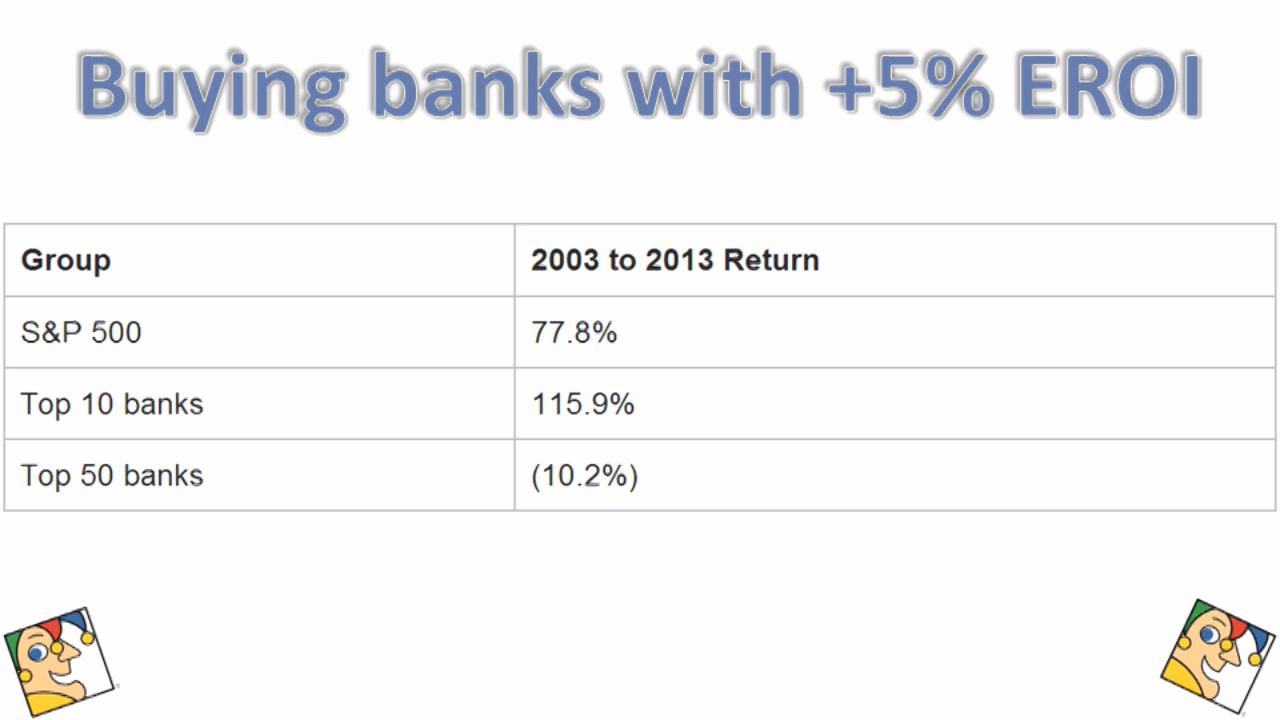 Buying banks with +5% EROI
Group 2003 to 2013 Return
S&P 500 77.8%
Top 10 banks 115.9%
Top 50 banks (10.2%)